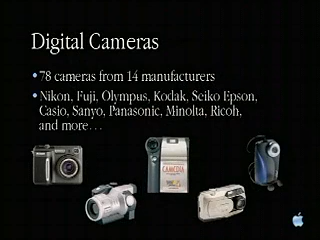 Digital Cameras
• 78 cameras from 14 manufacturers
• Nikon, Fuji, Olympus, Kodak, Seiko Epson,
Casio, Sanyo, Panasonic, Minolta, Ricoh,
and more…
CAMEDIA